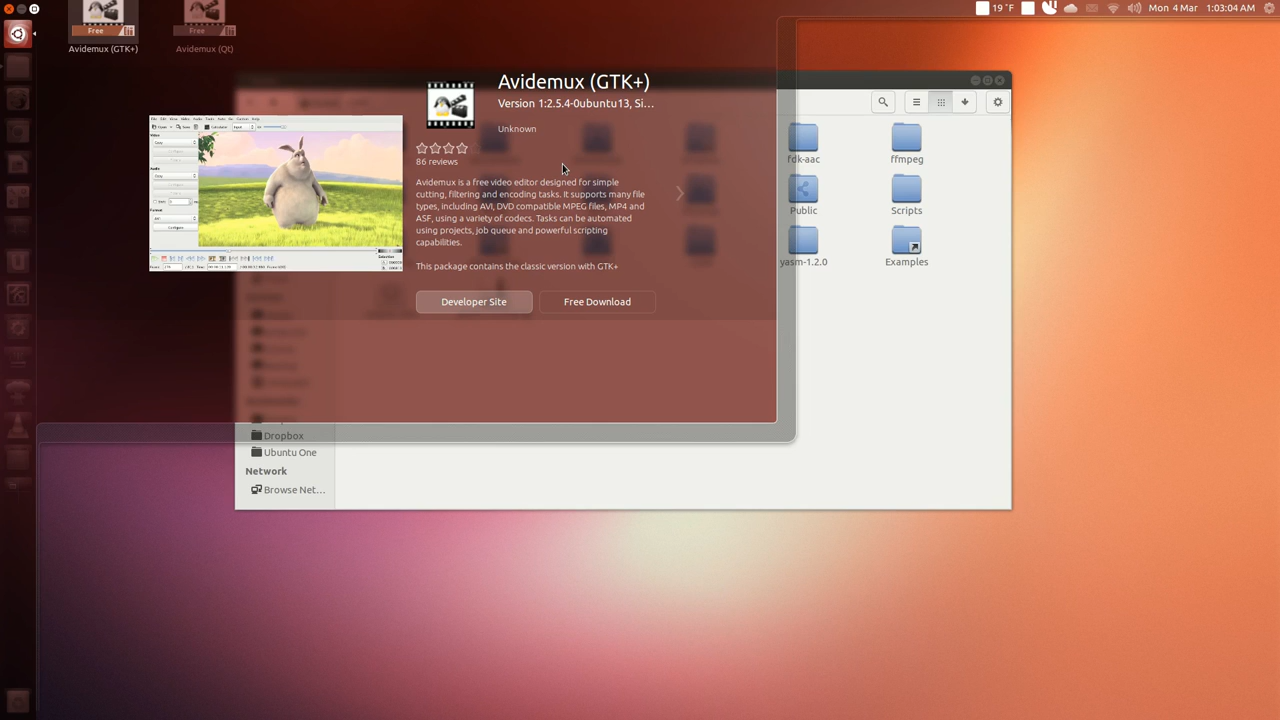 19 °F
Mon 4 Mar
1:03:04 AM
Free
Free
Avidemux (GTK+)
Avidemux (Qt)
Avidemux (GTK+)
Version 1:2.5.4-0ubuntu13, Si...
Unknown
86 reviews
Avidemux is a free video editor designed for simple
cutting, filtering and encoding tasks. It supports many file
types, including AVI, DVD compatible MPEG files, MP4 and
ASF, using a variety of codecs. Tasks can be automated
using projects, job queue and powerful scripting
capabilities.
This package contains the classic version with GTK+
Developer Site
Free Download
fdk-aac
ffmpeg
Public
Scripts
yasm-1.2.0
Examples
Dropbox
Ubuntu One
Network
Browse Net...